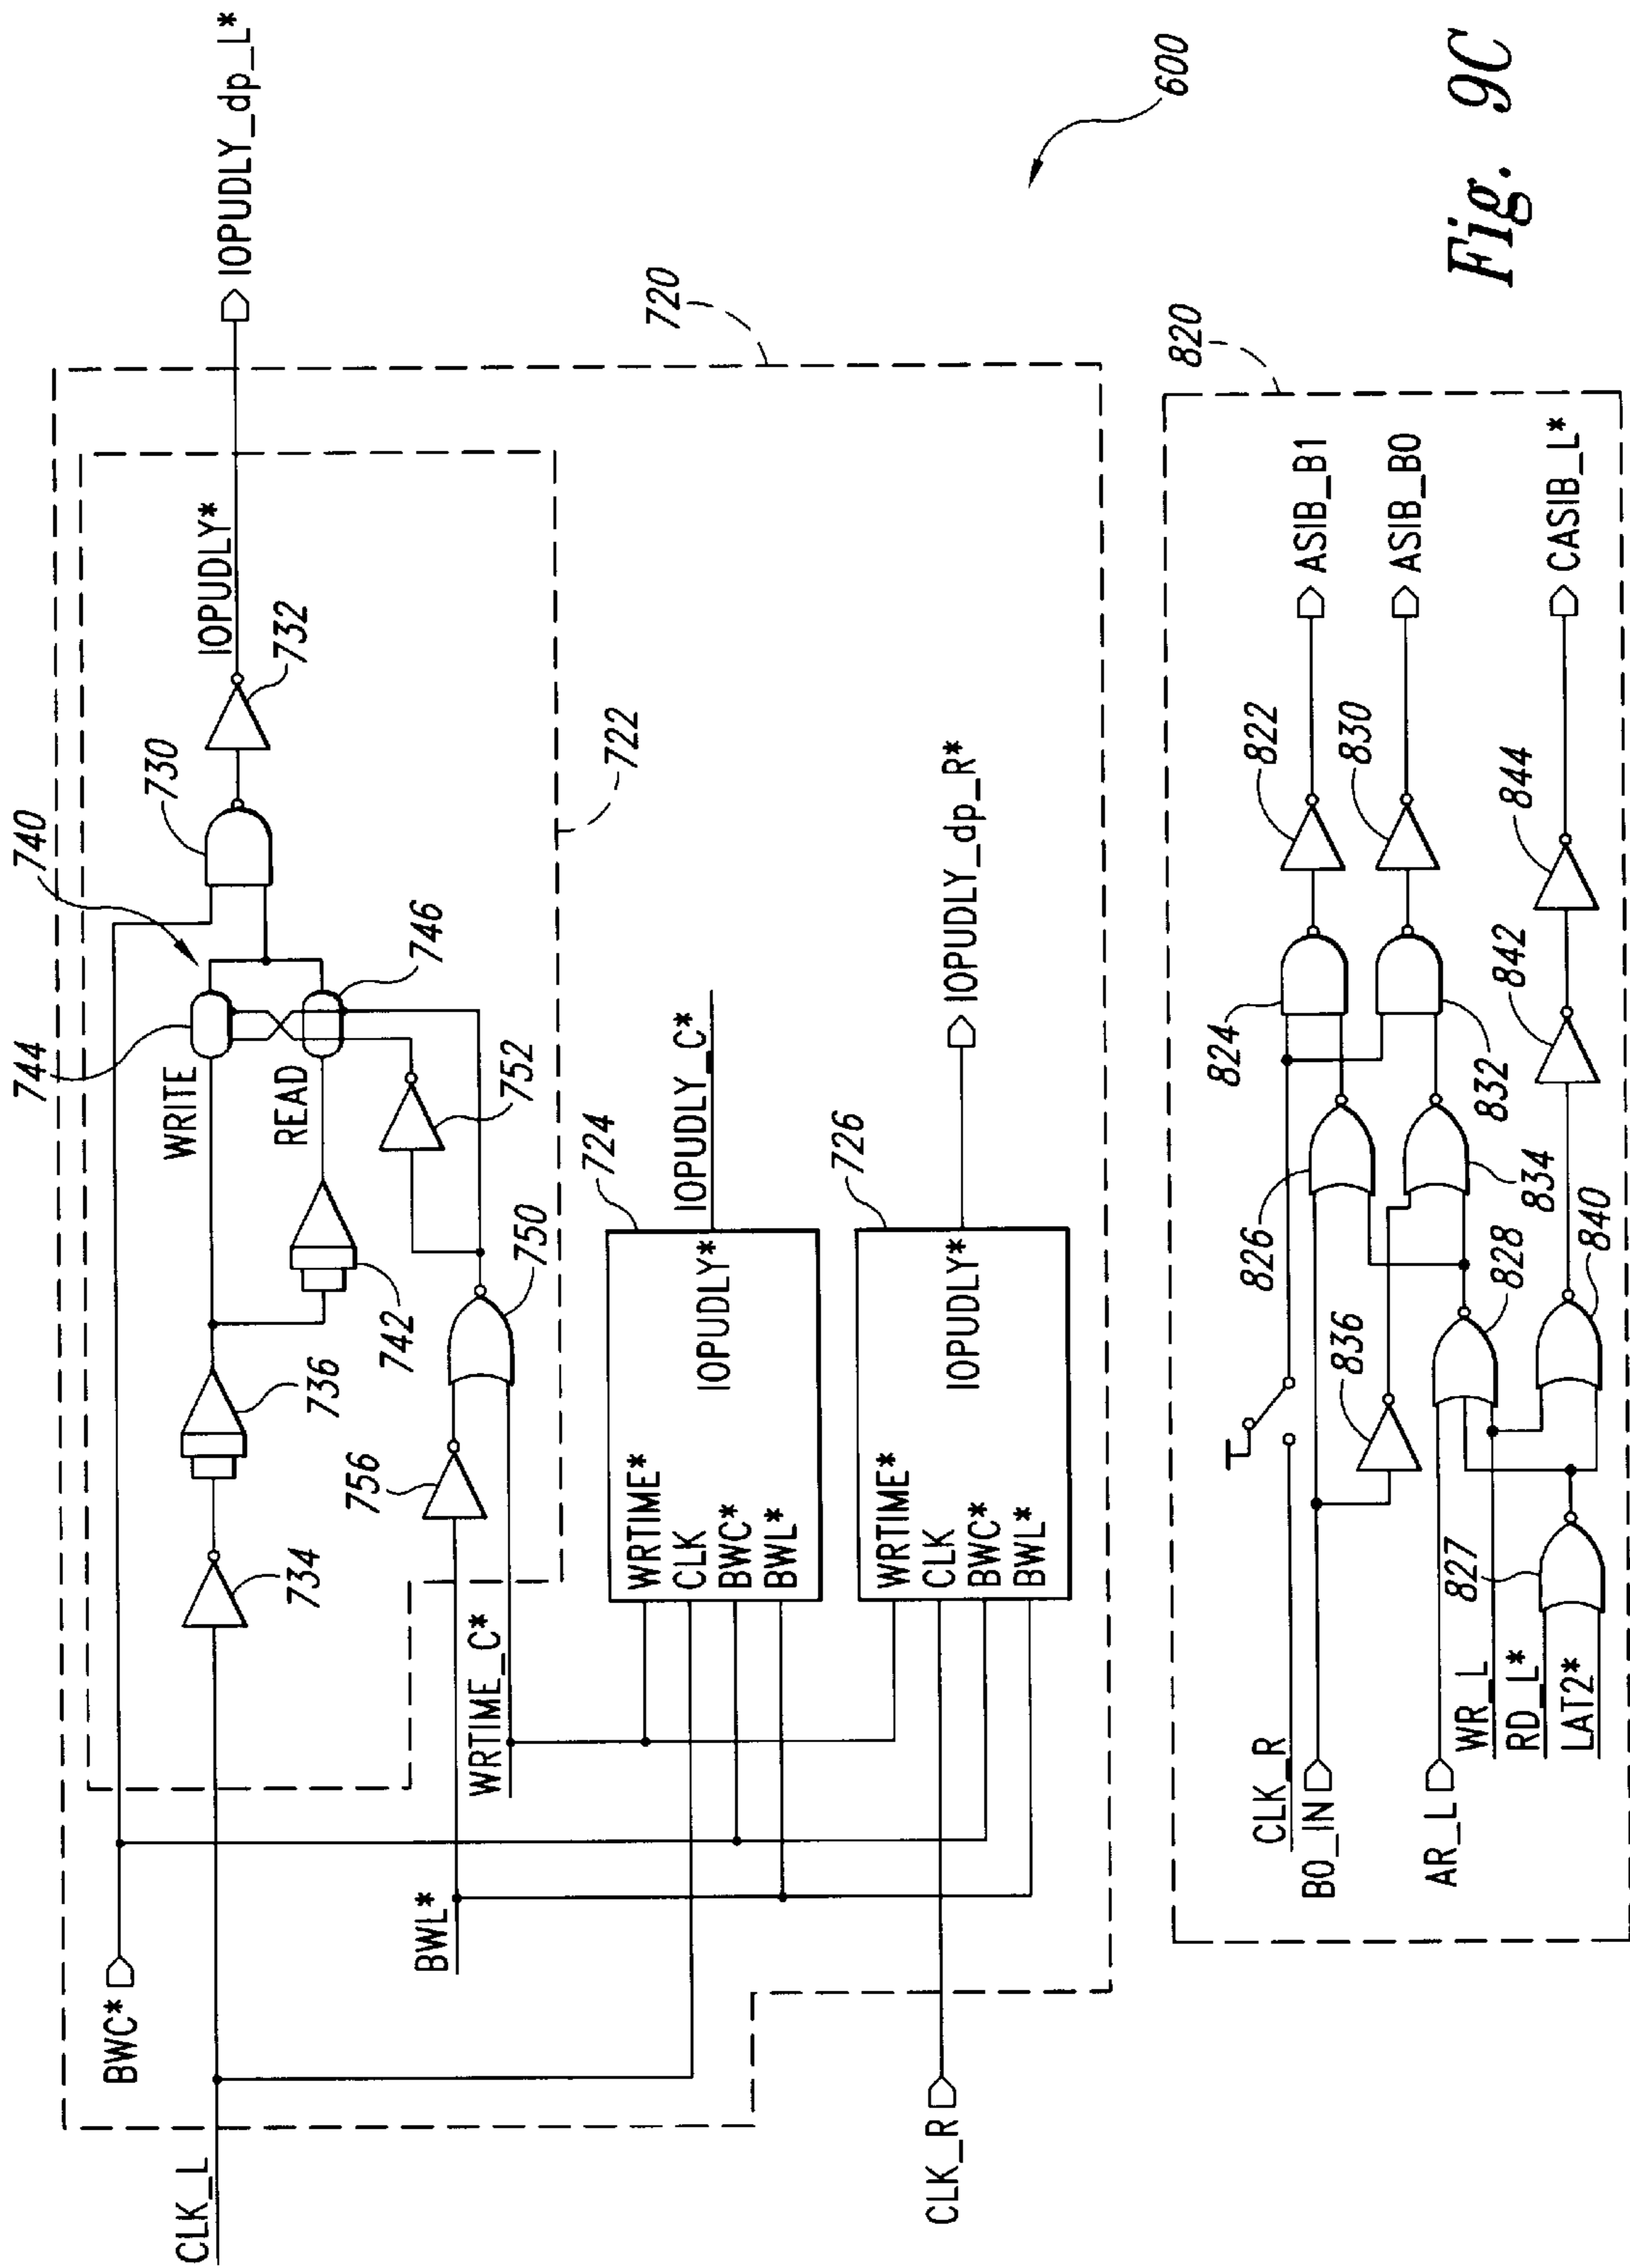 BWC*
CLK_L
740
744
WRITE
READ
742
746
730
732
IOPUDLY*
IOPUDLY_dp_L*
734
736
756
750
752
722
720
600
BWL*
WRTIME_C*
724
WRTIME*
CLK
BWC*
BWL*
IOPUDLY*
IOPUDLY_C*
726
WRTIME*
CLK
BWC*
BWL*
IOPUDLY*
IOPUDLY_dp_R*
CLK_R
820
CLK_R
BO_IN
AR_L
WR_L
RD_L*
LAT2*
827
836
826
828
840
834
824
832
822
830
842
844
ASIB_B1
ASIB_B0
CASIB_L*
Fig. 9C